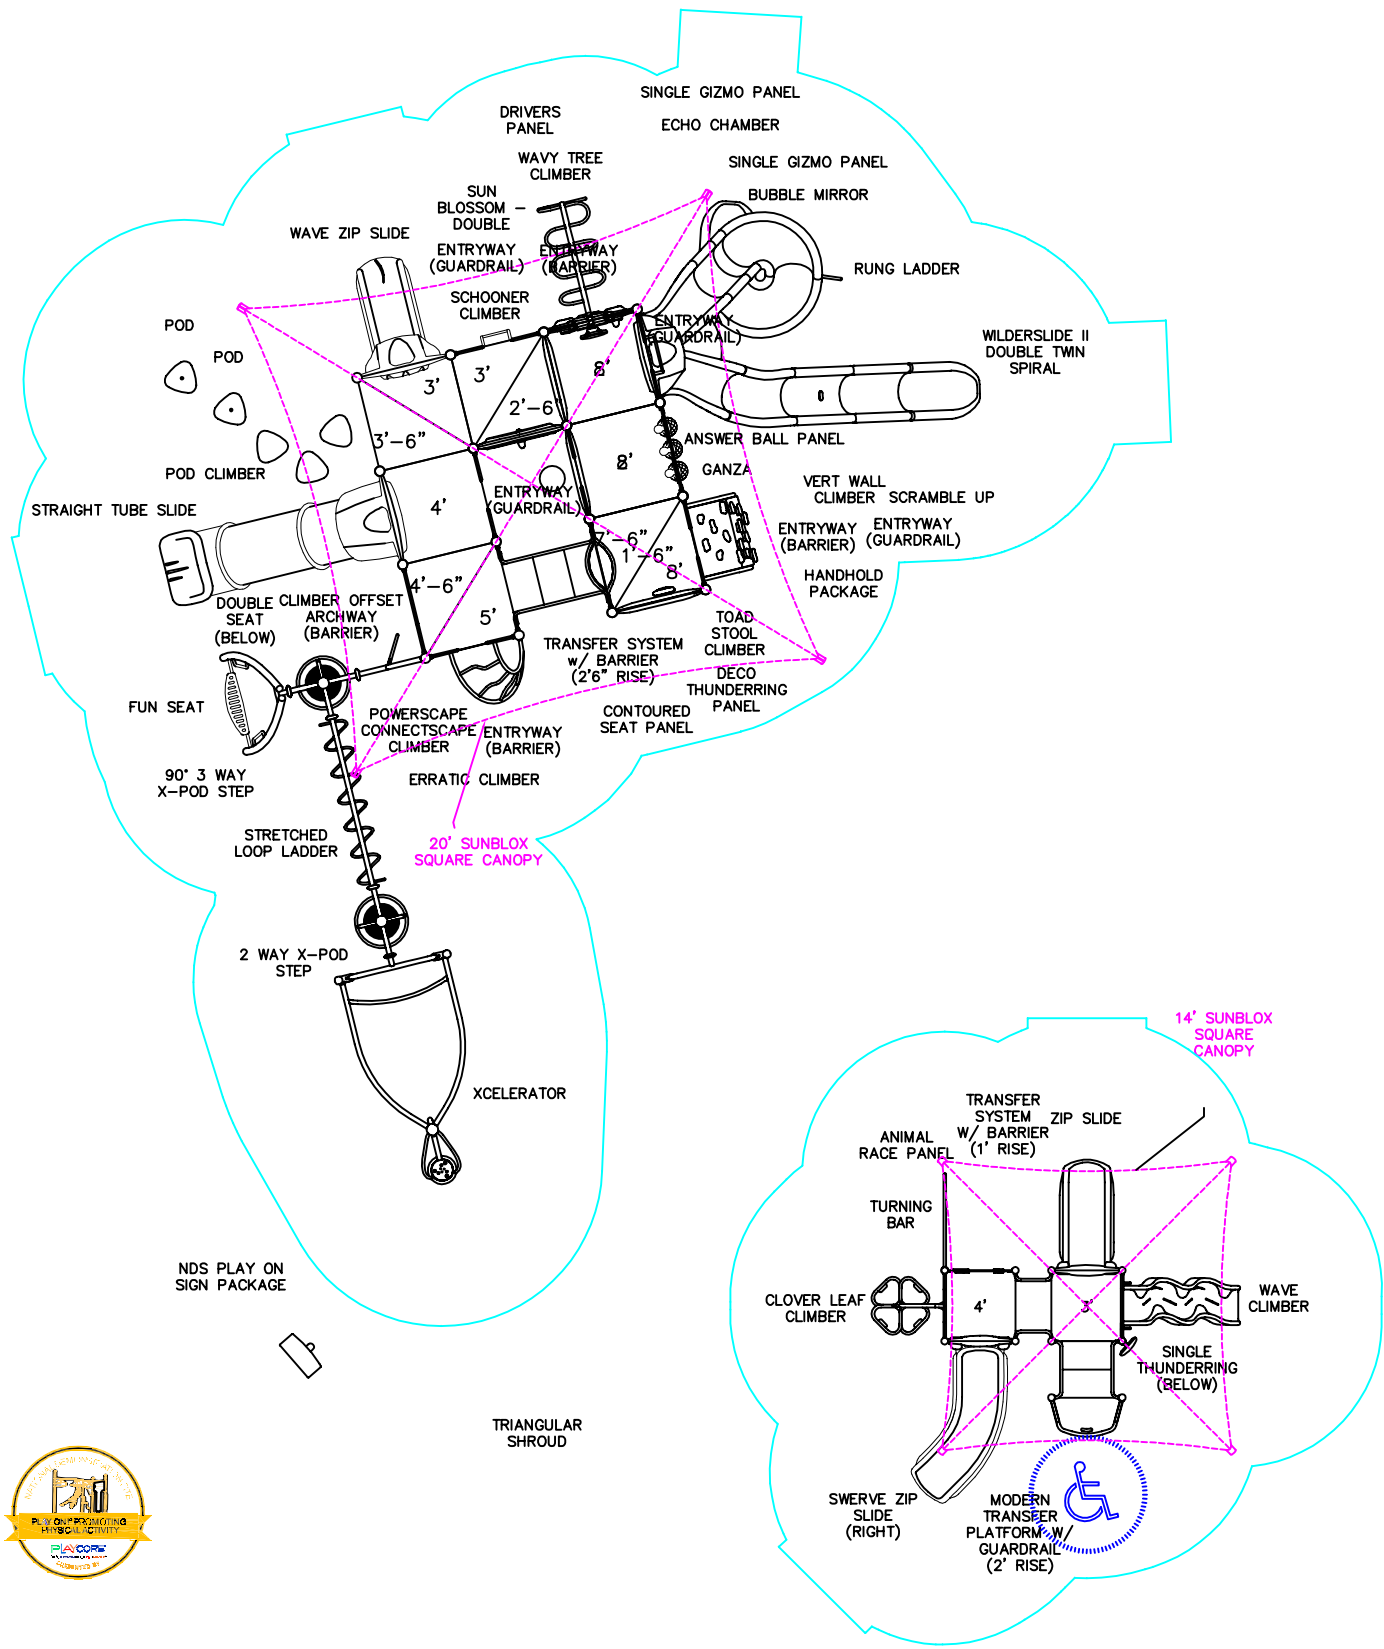 SINGLE GIZMO PANEL
DRIVERS
PANEL
ECHO CHAMBER
WAVY TREE
CLIMBER
SINGLE GIZMO PANEL
SUN
BLOSSOM –
DOUBLE
BUBBLE MIRROR
WAVE ZIP SLIDE
ENTRYWAY
(GUARDRAIL)
ENTRYWAY
(BARRIER)
RUNG LADDER
SCHOONER
CLIMBER
POD
ENTRYWAY
(GUARDRAIL)
WILDERSLIDE II
DOUBLE TWIN
SPIRAL
POD
3'
3'
8'
2'-6"
3'-6"
ANSWER BALL PANEL
8'
GANZA
POD CLIMBER
VERT WALL
CLIMBER
SCRAMBLE UP
ENTRYWAY
(GUARDRAIL)
4'
STRAIGHT TUBE SLIDE
ENTRYWAY
(BARRIER)
ENTRYWAY
(GUARDRAIL)
7'-6"
1'-6"
8'
4'-6"
5'
HANDHOLD
PACKAGE
DOUBLE
SEAT
(BELOW)
CLIMBER OFFSET
ARCHWAY
(BARRIER)
TOAD
STOOL
CLIMBER
TRANSFER SYSTEM
w/ BARRIER
(2'6" RISE)
DECO
THUNDERRING
PANEL
FUN SEAT
POWERSCAPE
CONNECTSCAPE
CLIMBER
ENTRYWAY
(BARRIER)
CONTOURED
SEAT PANEL
90° 3 WAY
X-POD STEP
ERRATIC CLIMBER
STRETCHED
LOOP LADDER
20' SUNBLOX
SQUARE CANOPY
2 WAY X-POD
STEP
XCELERATOR
14' SUNBLOX
SQUARE
CANOPY
TRANSFER
SYSTEM
W/ BARRIER
(1' RISE)
ZIP SLIDE
ANIMAL
RACE PANEL
TURNING
BAR
NDS PLAY ON
SIGN PACKAGE
CLOVER LEAF
CLIMBER
4'
3'
WAVE
CLIMBER
SINGLE
THUNDERRING
(BELOW)
TRIANGULAR
SHROUD
SWERVE ZIP
SLIDE
(RIGHT)
MODERN
TRANSFER
PLATFORM W/
GUARDRAIL
(2' RISE)
PLAY ON! PROMOTING
PHYSICAL ACTIVITY
PLAYCORE